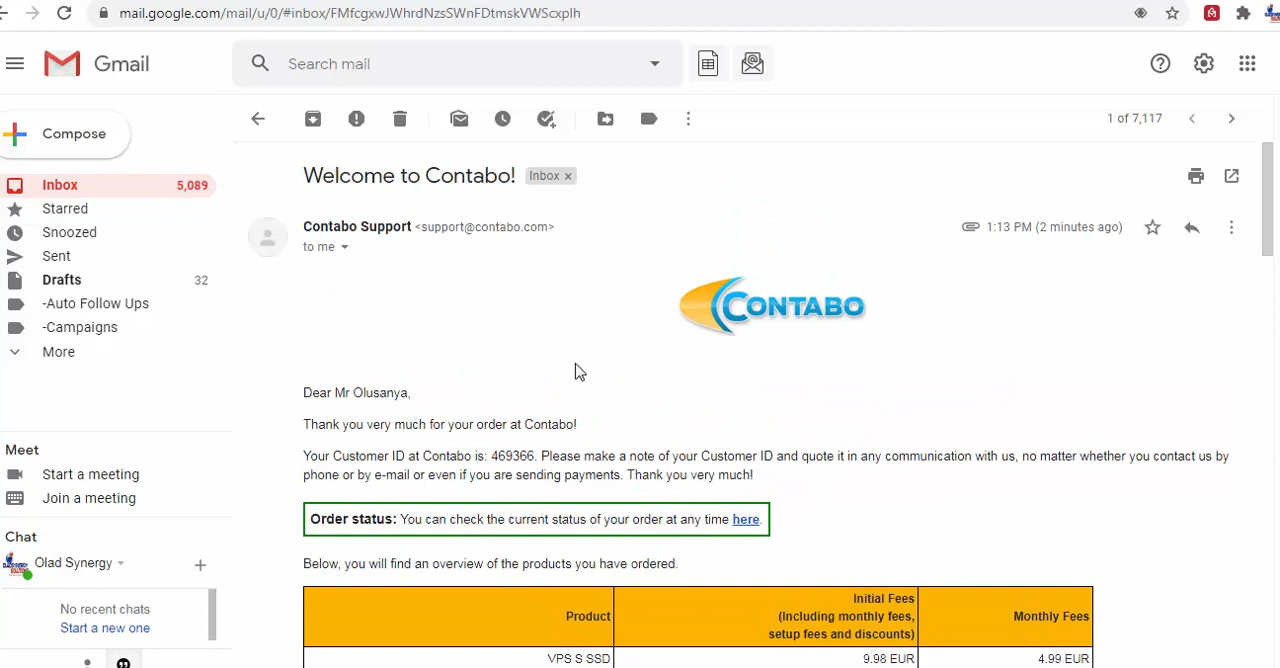 mail.google.com/mail/u/0/#inbox/FMfcgxwJWhrdNzsSWnFDtmskVWScxplh
Gmail
Search mail
Compose
1 of 7,117
Inbox 5,089
Starred
Snoozed
Sent
Drafts 32
-Auto Follow Ups
-Campaigns
More
Meet
Start a meeting
Join a meeting
Chat
Olad Synergy
No recent chats
Start a new one
Welcome to Contabo! Inbox ×
Contabo Support <support@contabo.com> 1:13 PM (2 minutes ago)
to me
CONTABO
Dear Mr Olusanya,
Thank you very much for your order at Contabo!
Your Customer ID at Contabo is: 469366. Please make a note of your Customer ID and quote it in any communication with us, no matter whether you contact us by
phone or by e-mail or even if you are sending payments. Thank you very much!
Order status: You can check the current status of your order at any time here.
Below, you will find an overview of the products you have ordered.
Product
Initial Fees
(Including monthly fees,
setup fees and discounts)
Monthly Fees
VPS S SSD 9.98 EUR 4.99 EUR